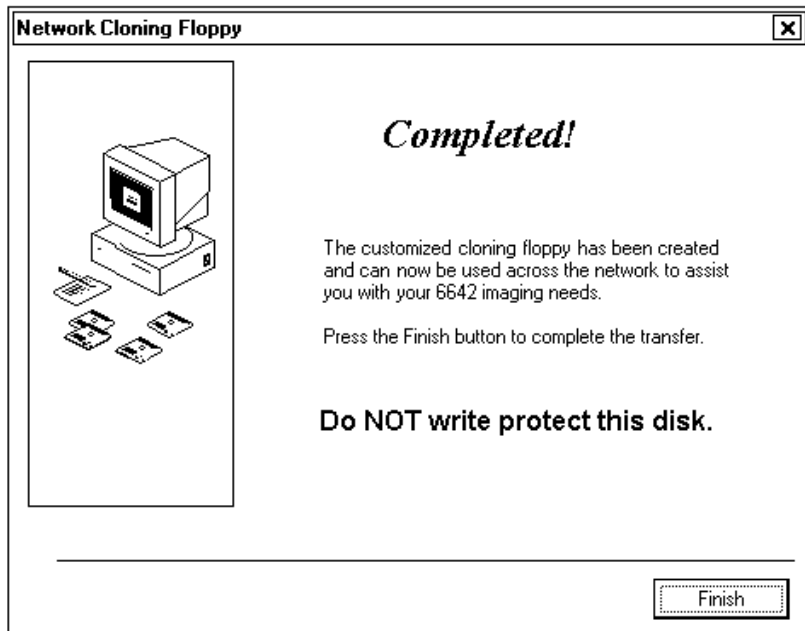 Network Cloning Floppy
Completed!
The customized cloning floppy has been created
and can now be used across the network to assist
you with your 6642 imaging needs.
Press the Finish button to complete the transfer.
Do NOT write protect this disk.
Finish